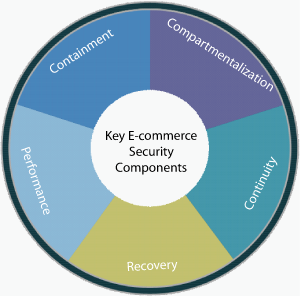 Containment
Compartmentalization
Key E-commerce
Security
Components
Performance
Continuity
Recovery